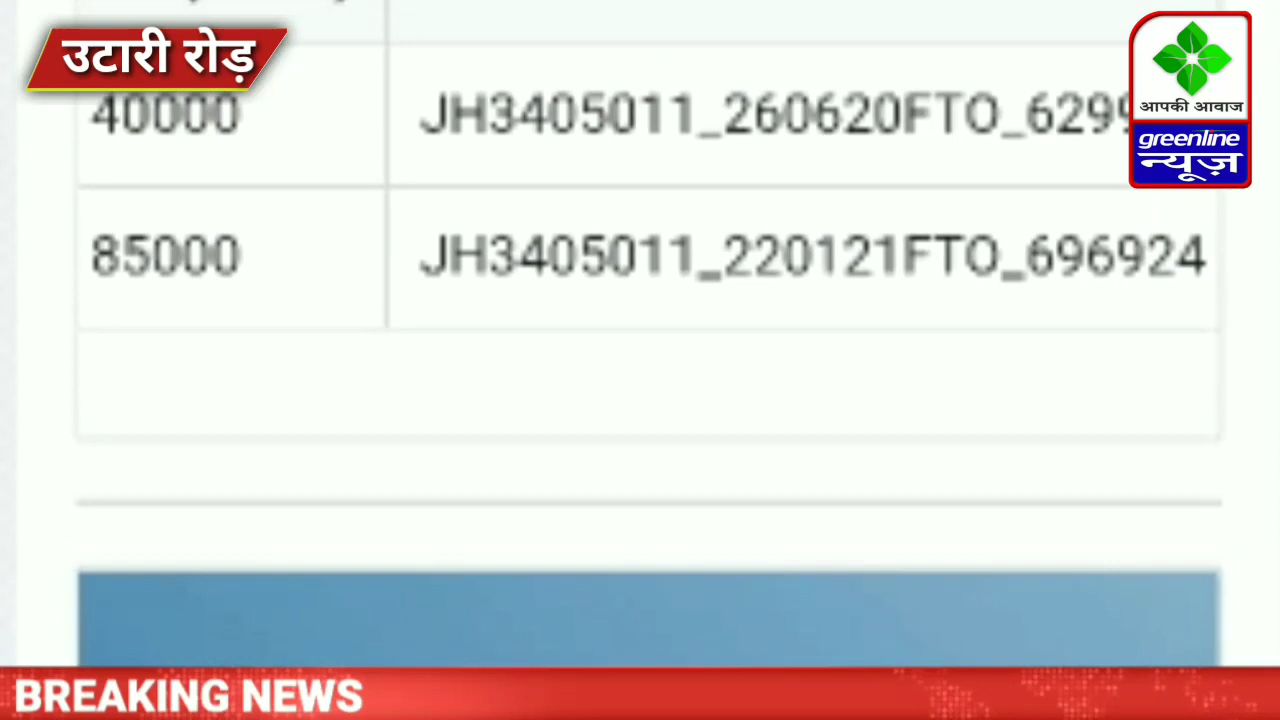 उटारी रोड़
40000
JH3405011_260620FTO_629
85000
JH3405011_220121FTO_696924
आपकी आवाज
greenline
न्यूज़
BREAKING NEWS